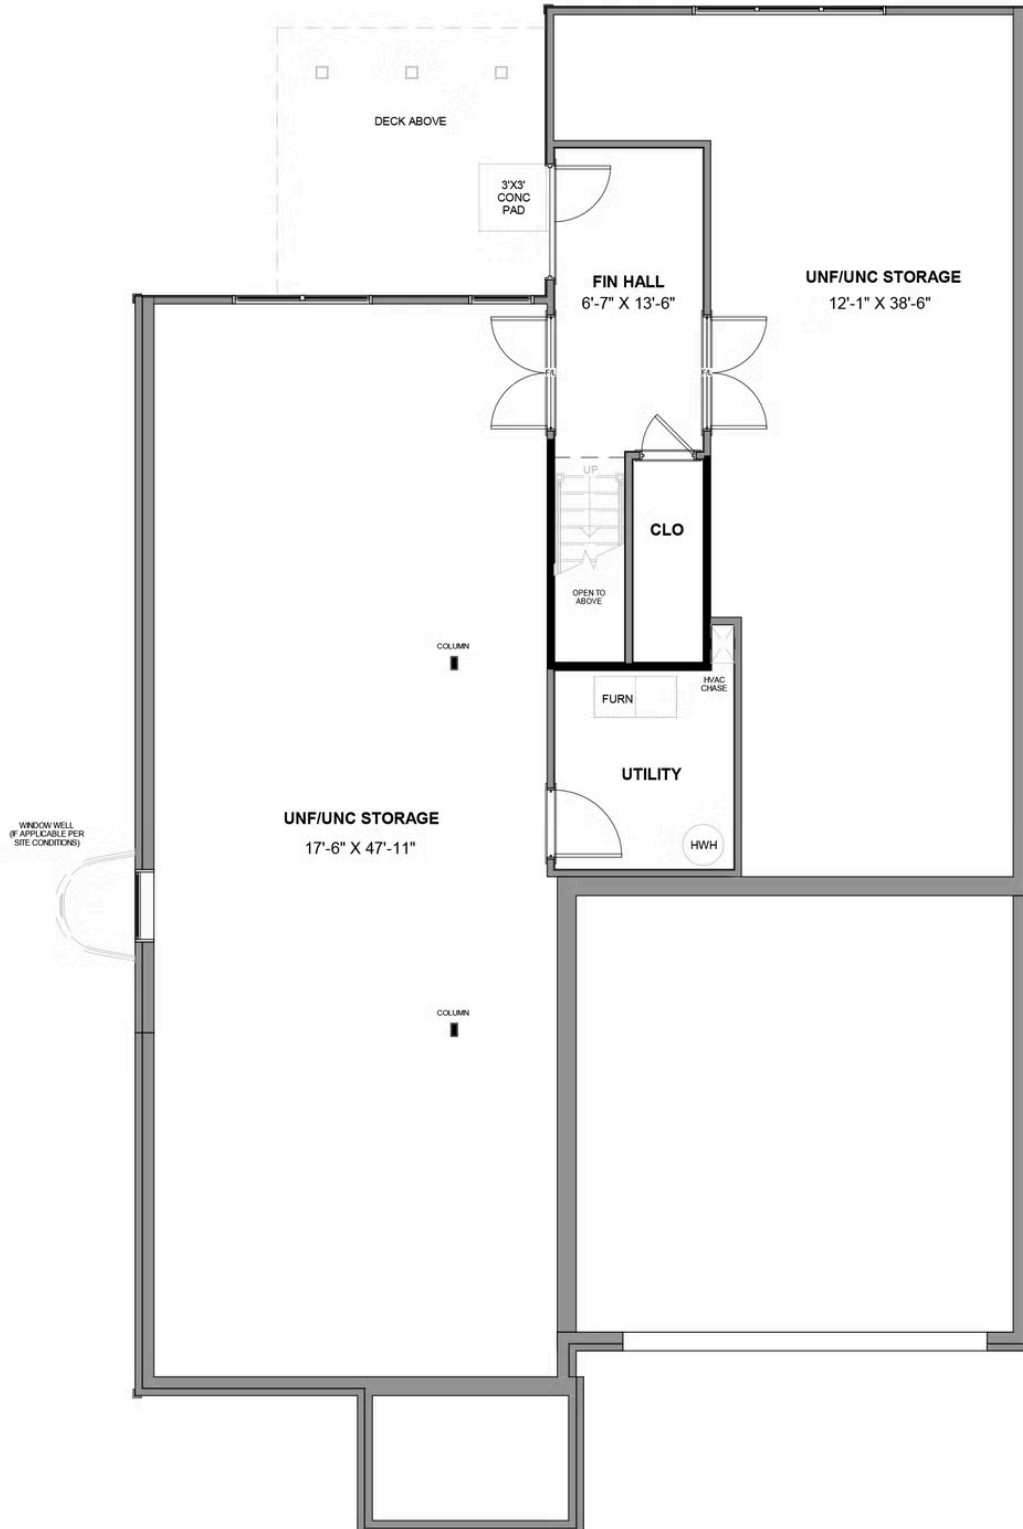 DECK ABOVE
3'X3'
CONC
PAD
FIN HALL
6'-7" X 13'-6"
UNF/UNC STORAGE
12'-1" X 38'-6"
F/L
F/L
UP
CLO
OPEN TO
ABOVE
COLUMN
HVAC
CHASE
FURN
UTILITY
UNF/UNC STORAGE
17'-6" X 47'-11"
HWH
WINDOW WELL
(IF APPLICABLE PER
SITE CONDITIONS)
COLUMN